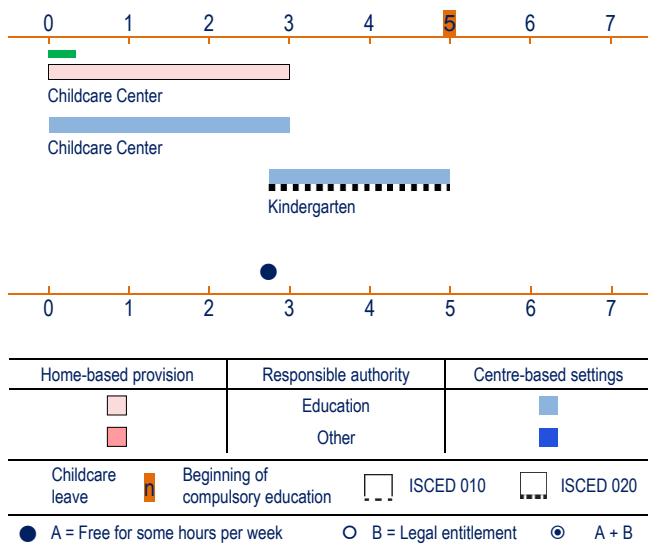 0 1 2 3 4 5 6 7
Childcare Center
Childcare Center
Kindergarten
0 1 2 3 4 5 6 7
Home-based provision Responsible authority Centre-based settings
Education
Other
Childcare
leave
n
Beginning of
compulsory education
ISCED 010
ISCED 020
A = Free for some hours per week B = Legal entitlement A + B